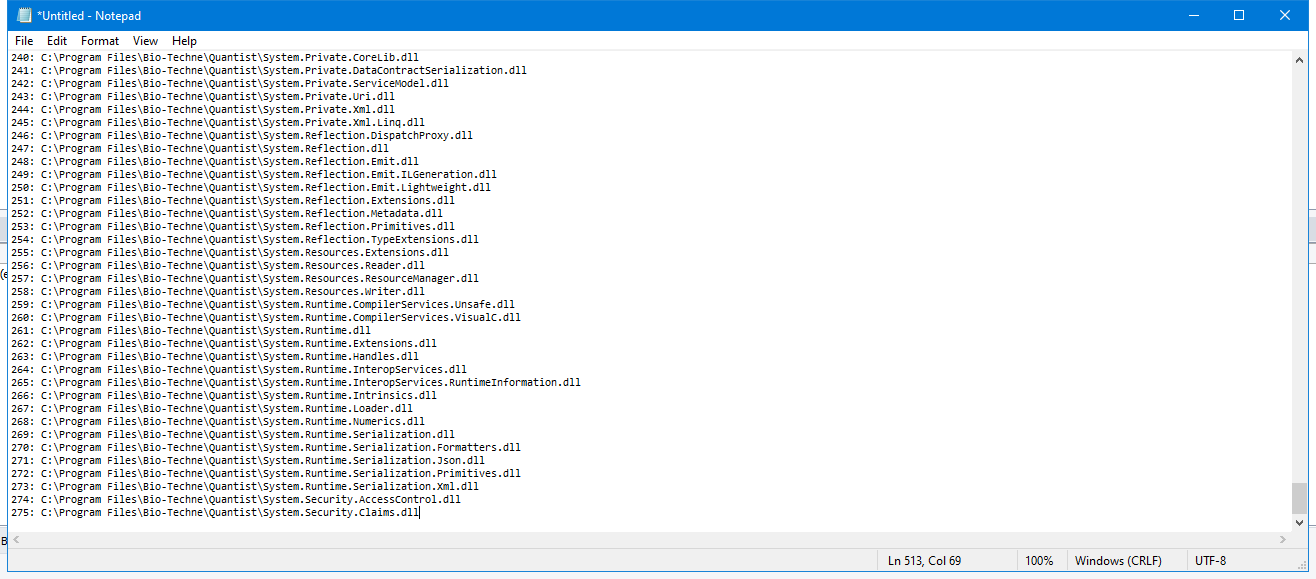 *Untitled - Notepad
File Edit Format View Help
240: C:\Program Files\Bio-Techne\Quantist\System.Private.CoreLib.dll
241: C:\Program Files\Bio-Techne\Quantist\System.Private.DataContractSerialization.dll
242: C:\Program Files\Bio-Techne\Quantist\System.Private.ServiceModel.dll
243: C:\Program Files\Bio-Techne\Quantist\System.Private.Uri.dll
244: C:\Program Files\Bio-Techne\Quantist\System.Private.Xml.dll
245: C:\Program Files\Bio-Techne\Quantist\System.Private.Xml.Linq.dll
246: C:\Program Files\Bio-Techne\Quantist\System.Reflection.DispatchProxy.dll
247: C:\Program Files\Bio-Techne\Quantist\System.Reflection.dll
248: C:\Program Files\Bio-Techne\Quantist\System.Reflection.Emit.dll
249: C:\Program Files\Bio-Techne\Quantist\System.Reflection.Emit.ILGeneration.dll
250: C:\Program Files\Bio-Techne\Quantist\System.Reflection.Emit.Lightweight.dll
251: C:\Program Files\Bio-Techne\Quantist\System.Reflection.Extensions.dll
252: C:\Program Files\Bio-Techne\Quantist\System.Reflection.Metadata.dll
253: C:\Program Files\Bio-Techne\Quantist\System.Reflection.Primitives.dll
254: C:\Program Files\Bio-Techne\Quantist\System.Reflection.TypeExtensions.dll
255: C:\Program Files\Bio-Techne\Quantist\System.Resources.Extensions.dll
256: C:\Program Files\Bio-Techne\Quantist\System.Resources.Reader.dll
257: C:\Program Files\Bio-Techne\Quantist\System.Resources.ResourceManager.dll
258: C:\Program Files\Bio-Techne\Quantist\System.Resources.Writer.dll
259: C:\Program Files\Bio-Techne\Quantist\System.Runtime.CompilerServices.Unsafe.dll
260: C:\Program Files\Bio-Techne\Quantist\System.Runtime.CompilerServices.VisualC.dll
261: C:\Program Files\Bio-Techne\Quantist\System.Runtime.dll
262: C:\Program Files\Bio-Techne\Quantist\System.Runtime.Extensions.dll
263: C:\Program Files\Bio-Techne\Quantist\System.Runtime.Handles.dll
264: C:\Program Files\Bio-Techne\Quantist\System.Runtime.InteropServices.dll
265: C:\Program Files\Bio-Techne\Quantist\System.Runtime.InteropServices.RuntimeInformation.dll
266: C:\Program Files\Bio-Techne\Quantist\System.Runtime.Intrinsics.dll
267: C:\Program Files\Bio-Techne\Quantist\System.Runtime.Loader.dll
268: C:\Program Files\Bio-Techne\Quantist\System.Runtime.Numerics.dll
269: C:\Program Files\Bio-Techne\Quantist\System.Runtime.Serialization.dll
270: C:\Program Files\Bio-Techne\Quantist\System.Runtime.Serialization.Formatters.dll
271: C:\Program Files\Bio-Techne\Quantist\System.Runtime.Serialization.Json.dll
272: C:\Program Files\Bio-Techne\Quantist\System.Runtime.Serialization.Primitives.dll
273: C:\Program Files\Bio-Techne\Quantist\System.Runtime.Serialization.Xml.dll
274: C:\Program Files\Bio-Techne\Quantist\System.Security.AccessControl.dll
275: C:\Program Files\Bio-Techne\Quantist\System.Security.Claims.dll
Ln 513, Col 69 100% Windows (CRLF) UTF-8